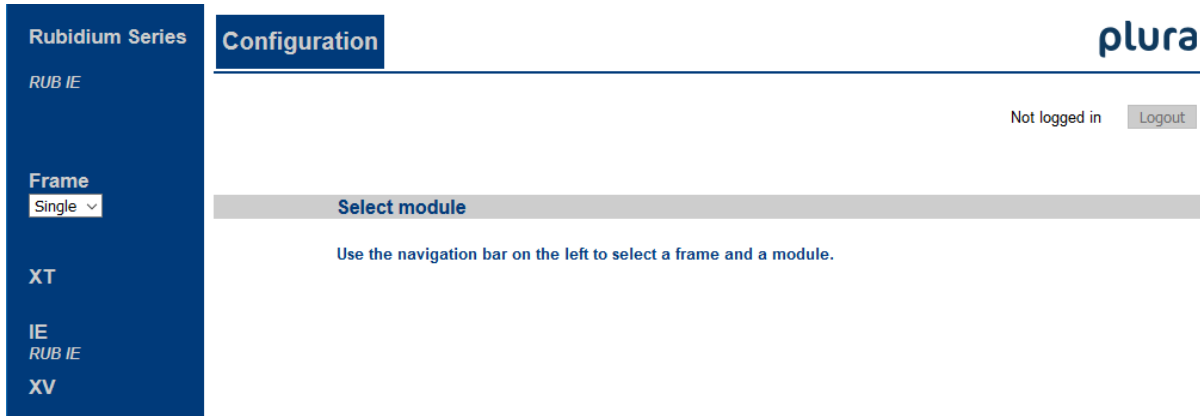 Rubidium Series
RUB IE
Frame
Single
XT
IE
RUB IE
XV
Configuration
plura
Not logged in
Logout
Select module
Use the navigation bar on the left to select a frame and a module.